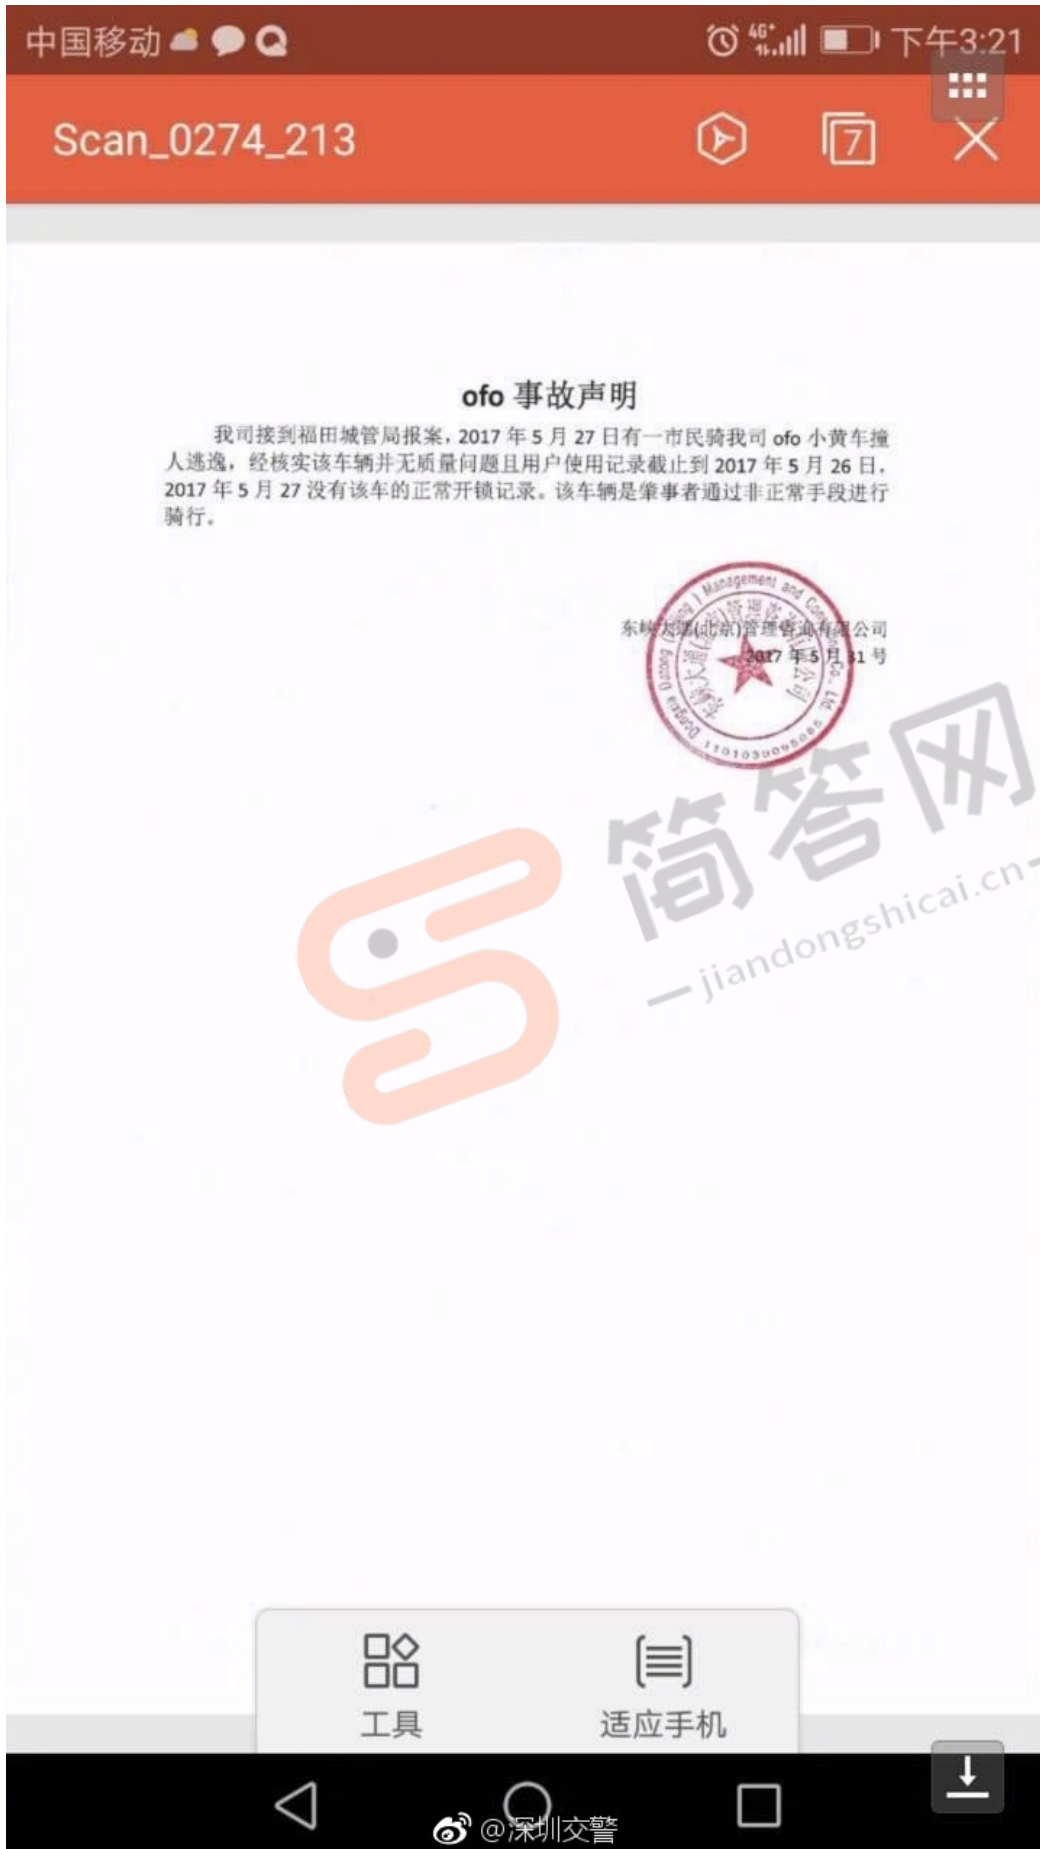 中国移动
4G+
下午3:21
Scan_0274_213
7
ofo 事故声明
我司接到福田城管局报案，2017 年 5 月 27 日有一市民骑我司 ofo 小黄车撞
人逃逸，经核实该车辆并无质量问题且用户使用记录截止到 2017 年 5 月 26 日，
2017 年 5 月 27 没有该车的正常开锁记录。该车辆是肇事者通过非正常手段进行
骑行。
东峡大通(北京)管理咨询有限公司
2017 年 5 月 31 号
简答网
jiandongshicai.cn
工具
适应手机
@深圳交警